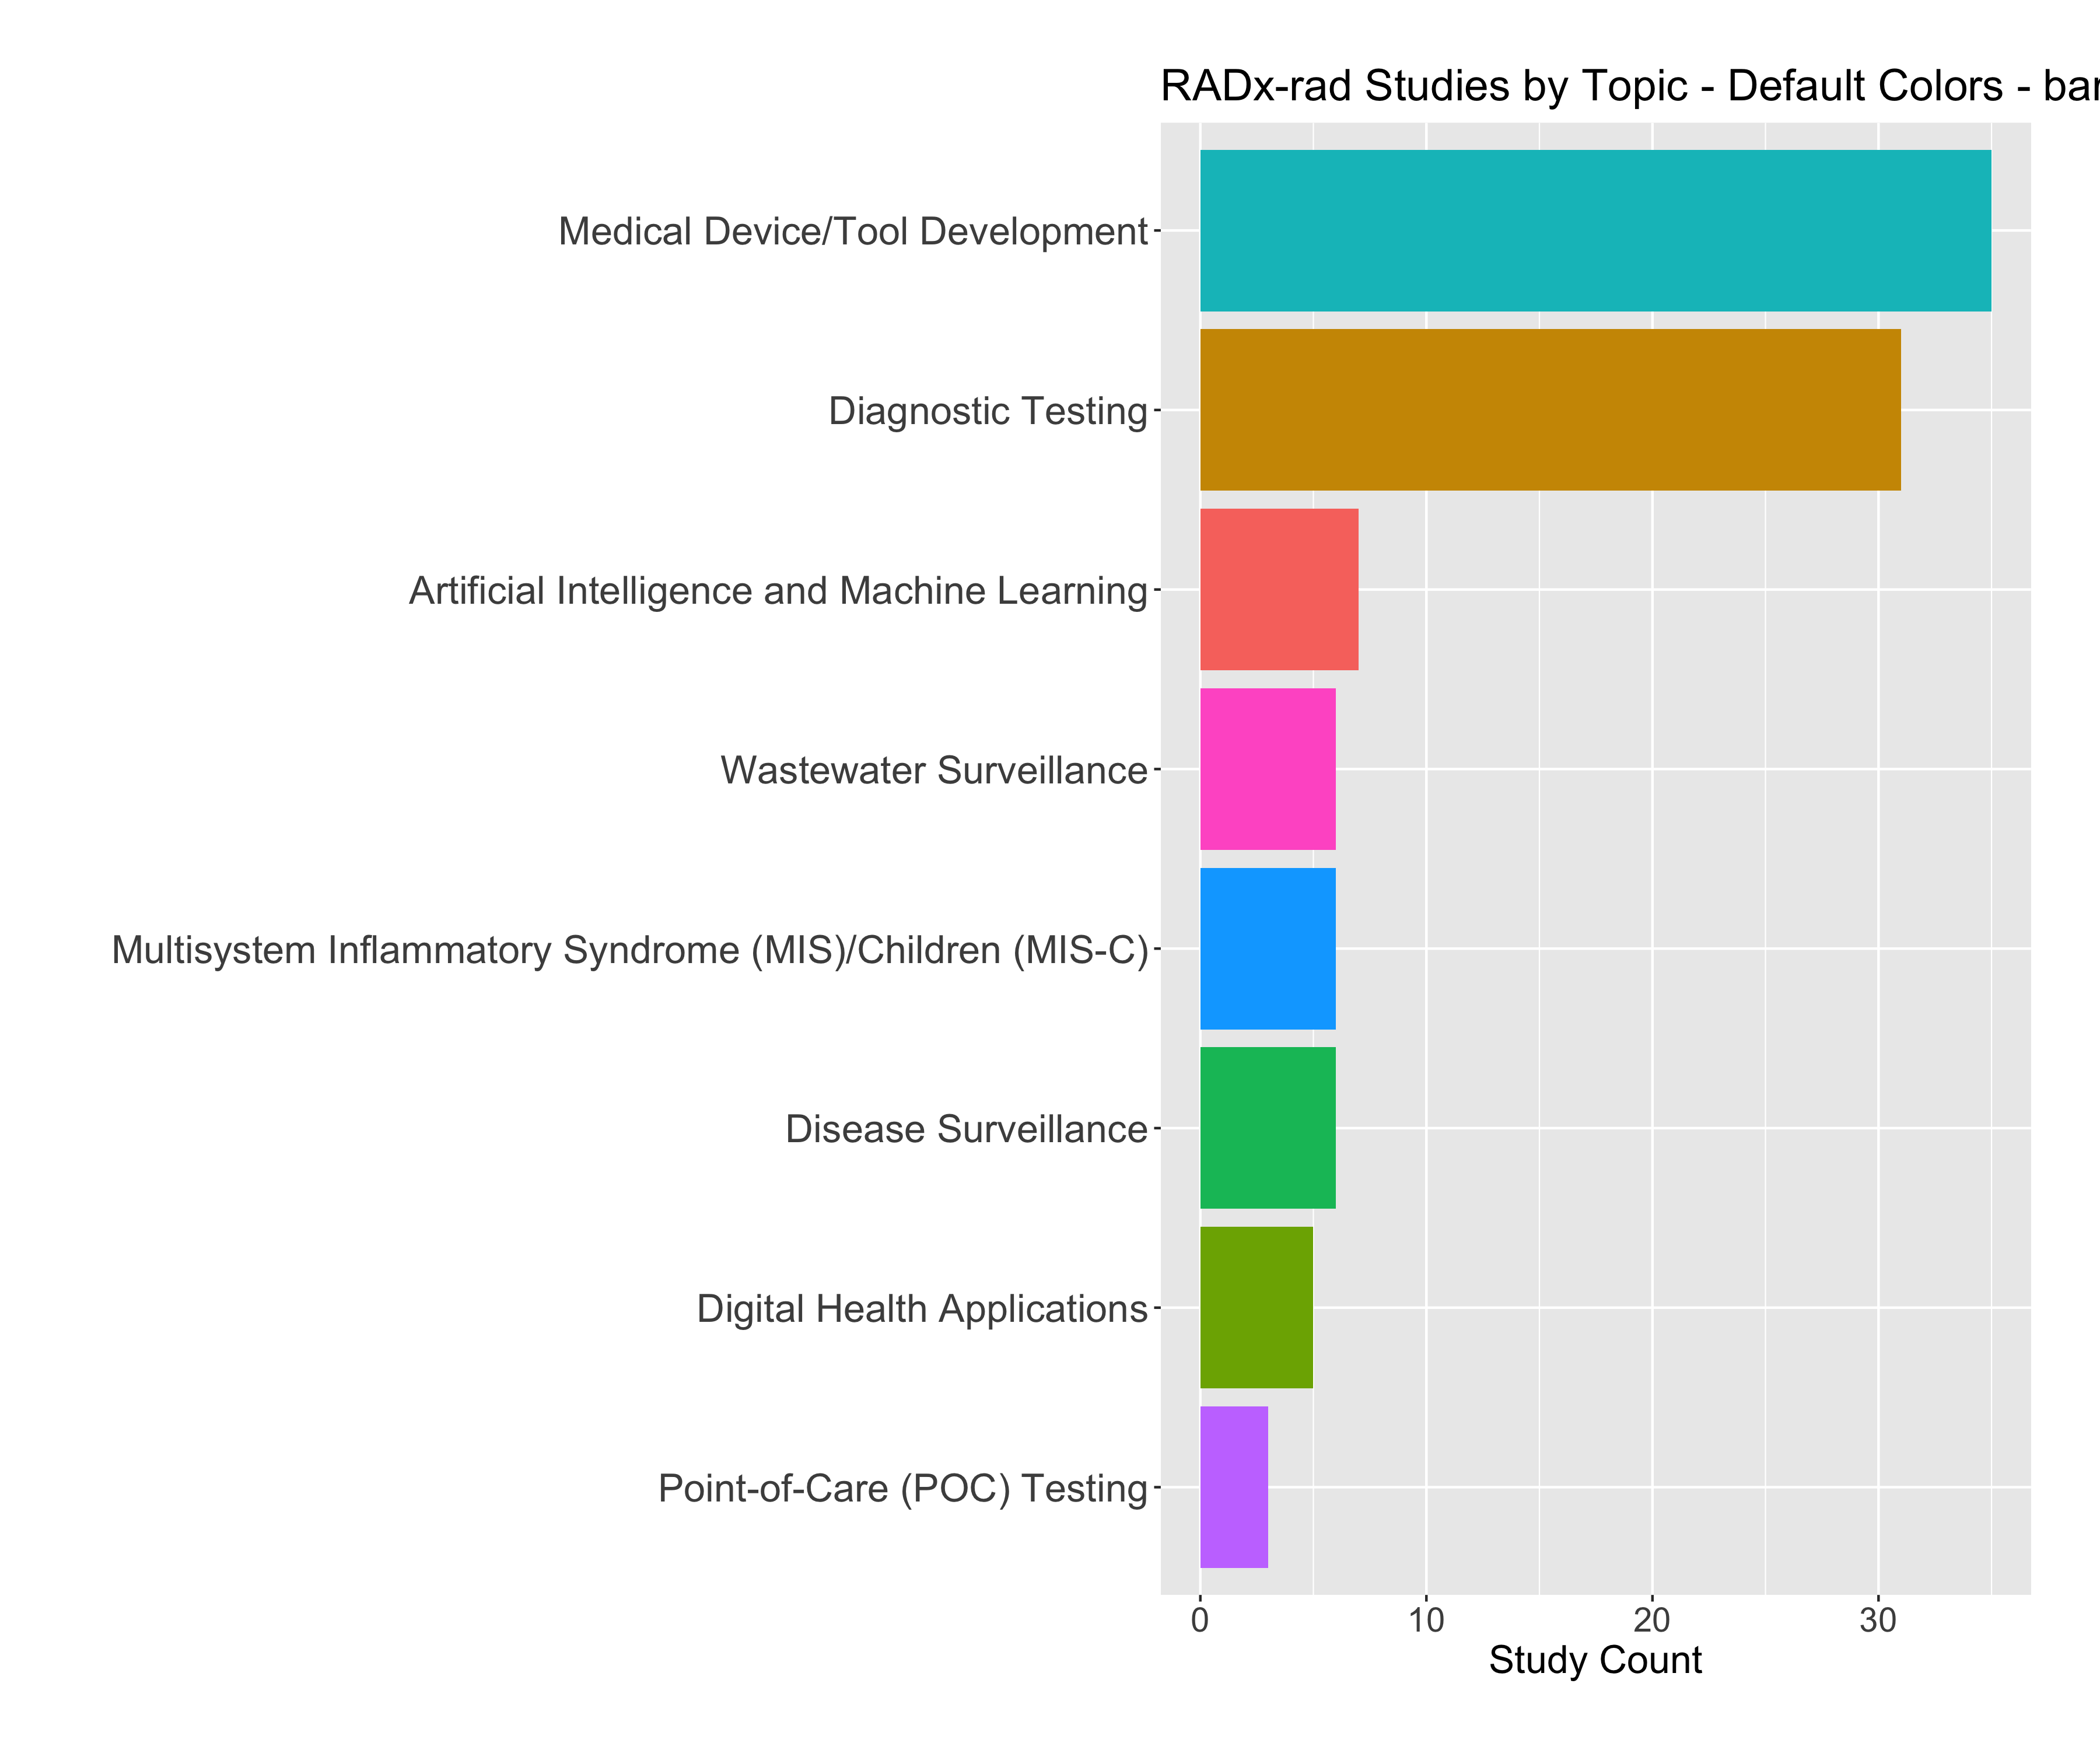 RADx-rad Studies by Topic - Default Colors -
Medical Device/Tool Development
Diagnostic Testing
Artificial Intelligence and Machine Learning
Wastewater Surveillance
Multisystem Inflammatory Syndrome (MIS)/Children (MIS-C)
Disease Surveillance
Digital Health Applications
Point-of-Care (POC) Testing
0 10 20 30
Study Count